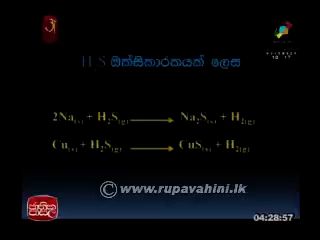 H₂S ඔක්සිකාරකයක් ලෙස
2Na(s) + H₂S(g) → Na₂S(s) + H₂(g)
Cu(s) + H₂S(g) → CuS(s) + H₂(g)
© www.rupavahini.lk
04:28:57